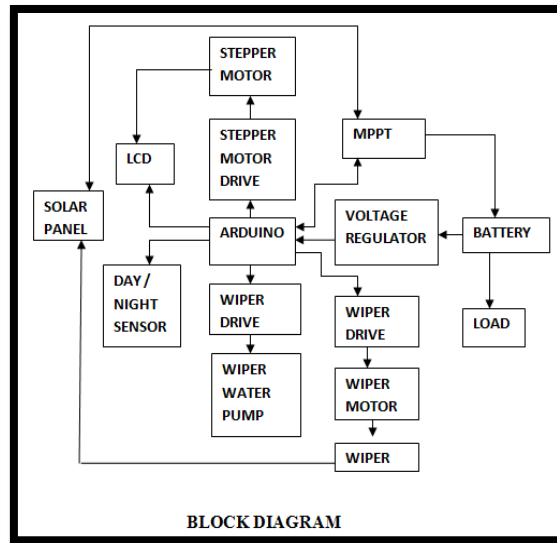 STEPPER
MOTOR
STEPPER
MOTOR
DRIVE
MPPT
LCD
SOLAR
PANEL
ARDUINO
VOLTAGE
REGULATOR
BATTERY
DAY /
NIGHT
SENSOR
WIPER
DRIVE
WIPER
DRIVE
LOAD
WIPER
WATER
PUMP
WIPER
MOTOR
WIPER
BLOCK DIAGRAM